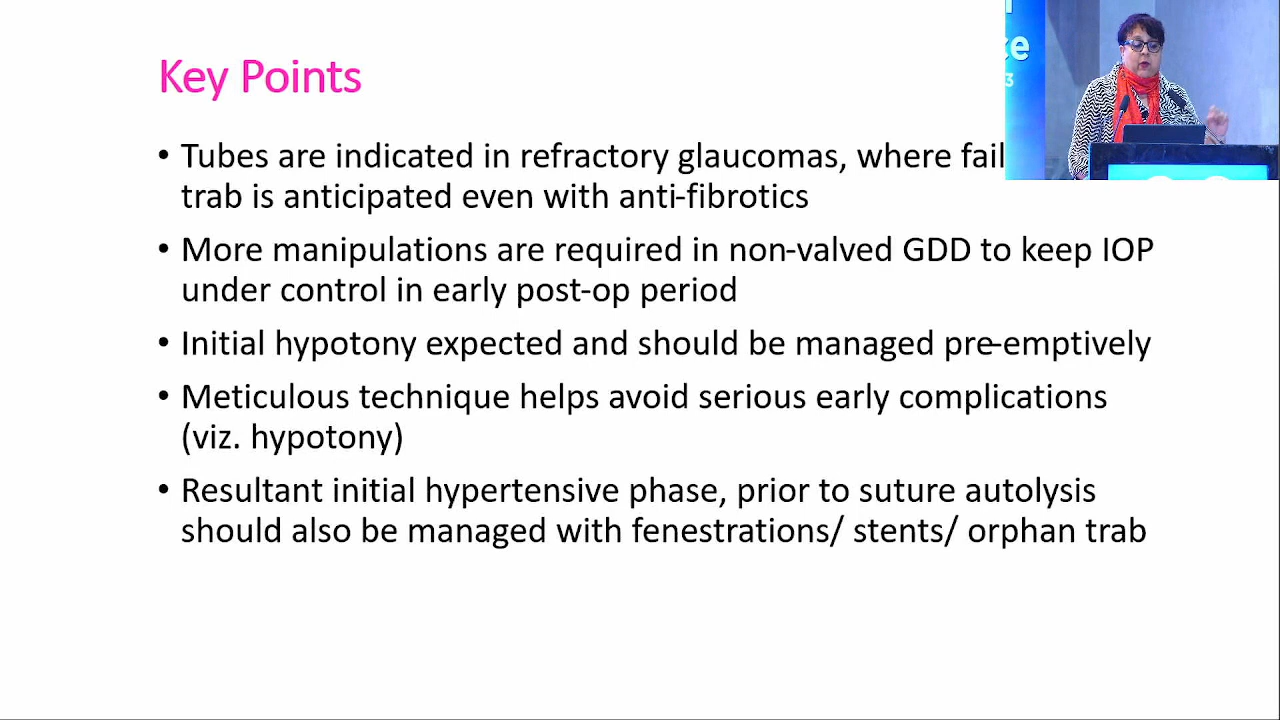 Key Points
• Tubes are indicated in refractory glaucomas, where fail
trab is anticipated even with anti-fibrotics
• More manipulations are required in non-valved GDD to keep IOP
under control in early post-op period
• Initial hypotony expected and should be managed pre-emptively
• Meticulous technique helps avoid serious early complications
(viz. hypotony)
• Resultant initial hypertensive phase, prior to suture autolysis
should also be managed with fenestrations/ stents/ orphan trab
ce
3